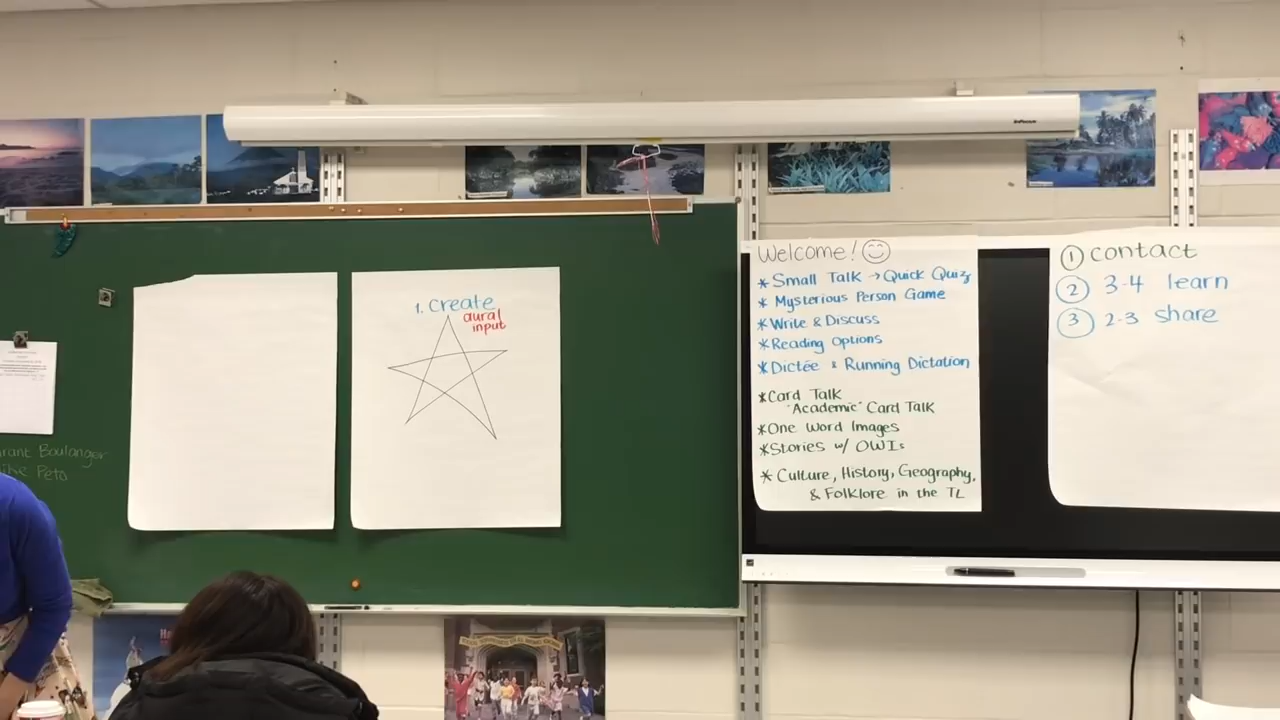 InFocus
1. Create
aural
input
Welcome! ☺
* Small Talk → Quick Quiz
* Mysterious Person Game
* Write & Discuss
* Reading Options
* Dictée & Running Dictation
* Card Talk
"Academic" Card Talk
* One Word Images
* Stories w/ OWIs
* Culture, History, Geography,
& Folklore in the TL
① contact
② 3-4 learn
③ 2-3 share
Boulanger